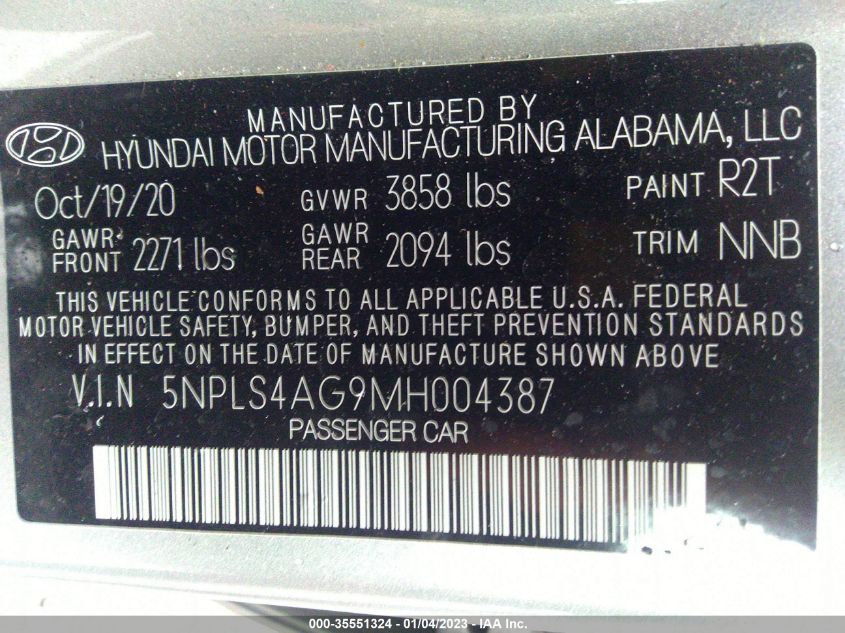 MANUFACTURED BY
HYUNDAI MOTOR MANUFACTURING ALABAMA, LLC
Oct/19/20 GVWR 3858 lbs PAINT R2T
GAWR FRONT 2271 lbs GAWR REAR 2094 lbs TRIM NNB
THIS VEHICLE CONFORMS TO ALL APPLICABLE U.S.A. FEDERAL
MOTOR VEHICLE SAFETY, BUMPER, AND THEFT PREVENTION STANDARDS
IN EFFECT ON THE DATE OF MANUFACTURE SHOWN ABOVE
V.I.N 5NPLS4AG9MH004387
PASSENGER CAR
000-35551324 - 01/04/2023 - IAA Inc.